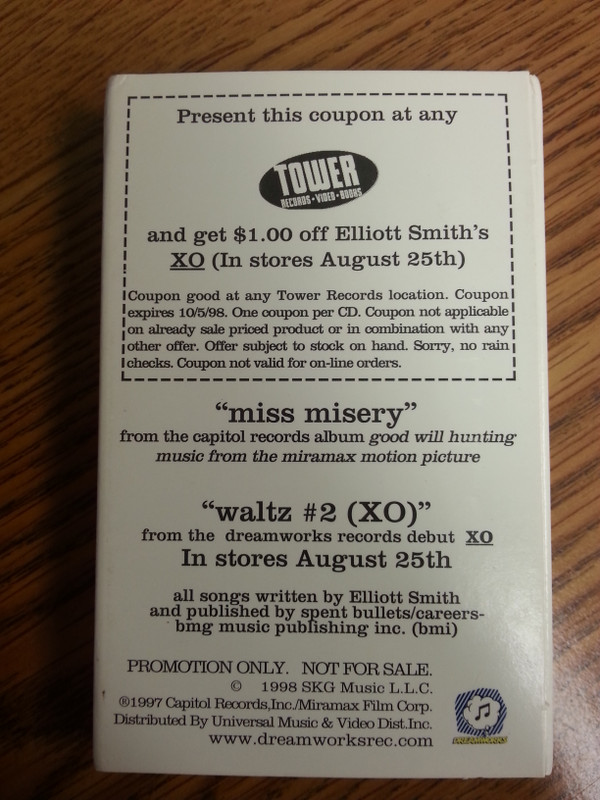 Present this coupon at any
TOWER
RECORDS • VIDEO • BOOKS
and get $1.00 off Elliott Smith's
XO (In stores August 25th)
Coupon good at any Tower Records location. Coupon
expires 10/5/98. One coupon per CD. Coupon not applicable
on already sale priced product or in combination with any
other offer. Offer subject to stock on hand. Sorry, no rain
checks. Coupon not valid for on-line orders.
“miss misery”
from the capitol records album good will hunting
music from the miramax motion picture
“waltz #2 (XO)”
from the dreamworks records debut XO
In stores August 25th
all songs written by Elliott Smith
and published by spent bullets/careers-
bmg music publishing inc. (bmi)
PROMOTION ONLY. NOT FOR SALE.
© 1998 SKG Music L.L.C.
®1997 Capitol Records,Inc./Miramax Film Corp.
Distributed By Universal Music & Video Dist.Inc.
www.dreamworksrec.com
DREAMWORKS